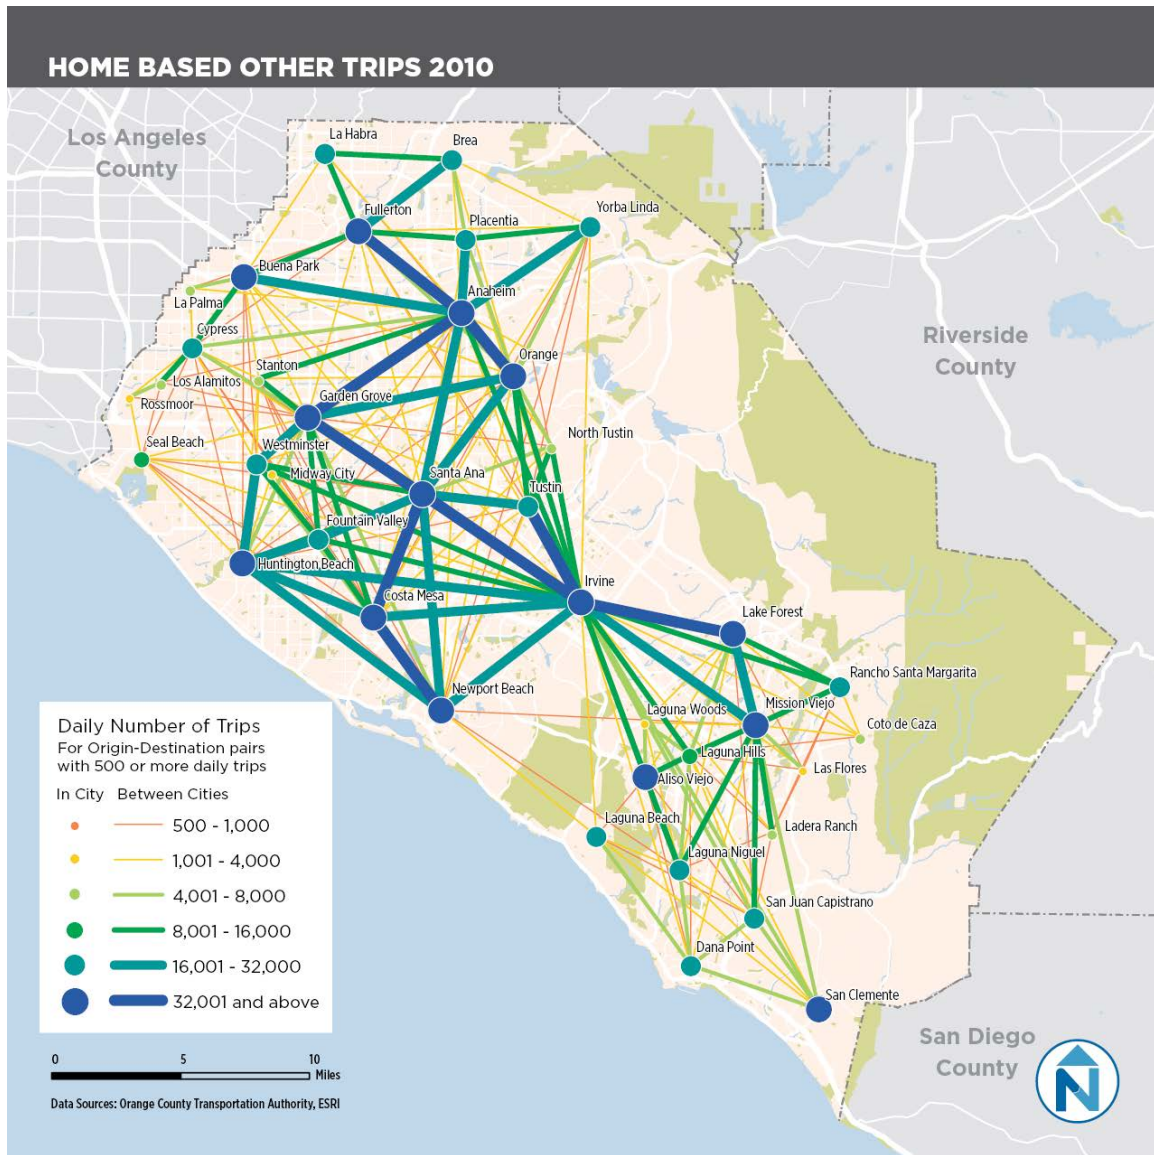 HOME BASED OTHER TRIPS 2010
Los Angeles
County
La Habra
Brea
Fullerton
Placentia
Yorba Linda
Buena Park
La Palma
Anaheim
Cypress
Riverside
County
Stanton
Orange
Los Alamitos
Garden Grove
Rossmoor
Seal Beach
Westminster
North Tustin
Midway City
Santa Ana
Tustin
Fountain Valley
Huntington Beach
Irvine
Costa Mesa
Lake Forest
Rancho Santa Margarita
Newport Beach
Laguna Woods
Mission Viejo
Coto de Caza
Laguna Hills
Las Flores
Aliso Viejo
Laguna Beach
Ladera Ranch
Laguna Niguel
San Juan Capistrano
Dana Point
San Clemente
San Diego
County
N
Daily Number of Trips
For Origin-Destination pairs
with 500 or more daily trips
In City Between Cities
500 - 1,000
1,001 - 4,000
4,001 - 8,000
8,001 - 16,000
16,001 - 32,000
32,001 and above
0 5 10
Miles
Data Sources: Orange County Transportation Authority, ESRI